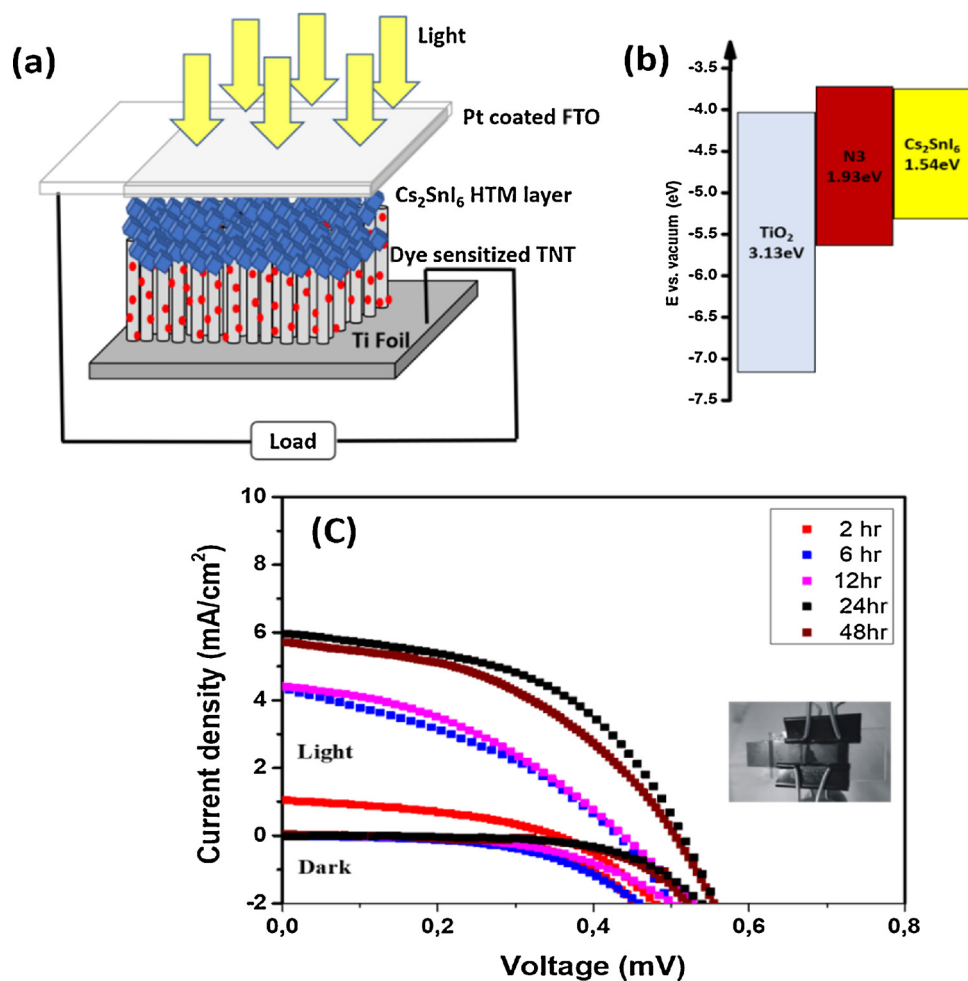 (a)
Light
Pt coated FTO
Cs₂SnI₆ HTM layer
Dye sensitized TNT
Ti Foil
Load
(b)
E vs. vacuum (eV)
-3.5
-4.0
-4.5
-5.0
-5.5
-6.0
-6.5
-7.0
-7.5
TiO₂
3.13eV
N3
1.93eV
Cs₂SnI₆
1.54eV
(C)
Current density (mA/cm²)
10
8
6
4
2
0
-2
2 hr
6 hr
12hr
24hr
48hr
Light
Dark
0,0
0,2
0,4
0,6
0,8
Voltage (mV)